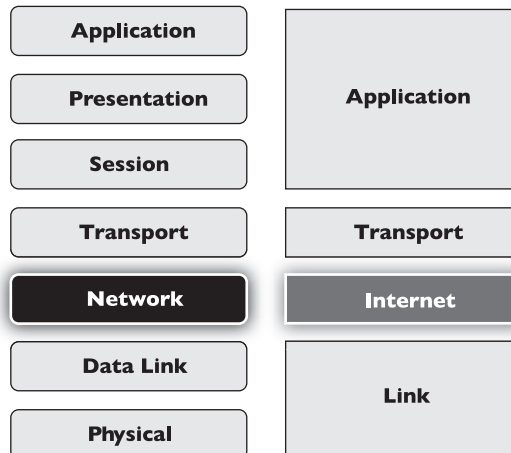 Application
Presentation
Session
Transport
Network
Data Link
Physical
Application
Transport
Internet
Link